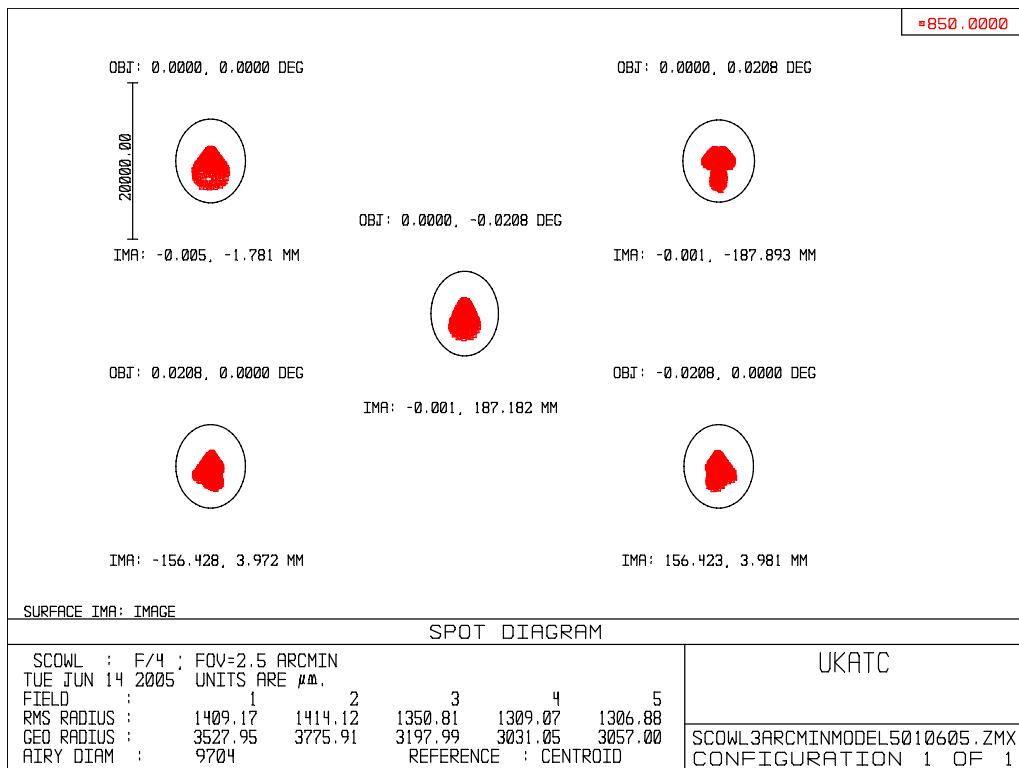 ▫850.0000
OBJ: 0.0000, 0.0000 DEG
OBJ: 0.0000, 0.0208 DEG
20000.00
OBJ: 0.0000, -0.0208 DEG
IMA: -0.005, -1.781 MM
IMA: -0.001, -187.893 MM
OBJ: 0.0208, 0.0000 DEG
OBJ: -0.0208, 0.0000 DEG
IMA: -0.001, 187.182 MM
IMA: -156.428, 3.972 MM
IMA: 156.423, 3.981 MM
SURFACE IMA: IMAGE
SPOT DIAGRAM
SCOWL : F/4 ; FOV=2.5 ARCMIN
TUE JUN 14 2005 UNITS ARE µm.
FIELD : 1 2 3 4 5
RMS RADIUS : 1409.17 1414.12 1350.81 1309.07 1306.88
GEO RADIUS : 3527.95 3775.91 3197.99 3031.05 3057.00
AIRY DIAM : 9704 REFERENCE : CENTROID
UKATC
SCOWL3ARCMINMODEL5010605.ZMX
CONFIGURATION 1 OF 1